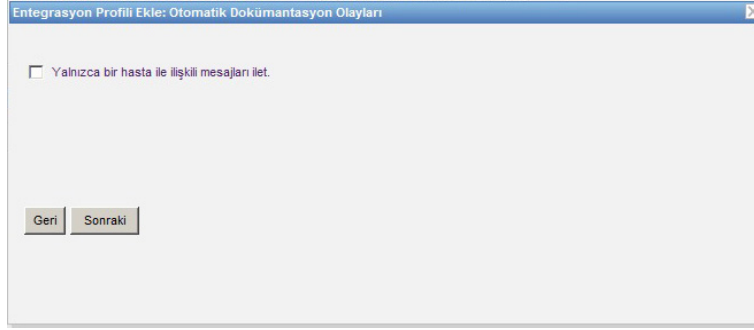 Entegrasyon Profili Ekle: Otomatik Dokümantasyon Olayları
Yalnızca bir hasta ile ilişkili mesajları ilet.
Geri Sonraki